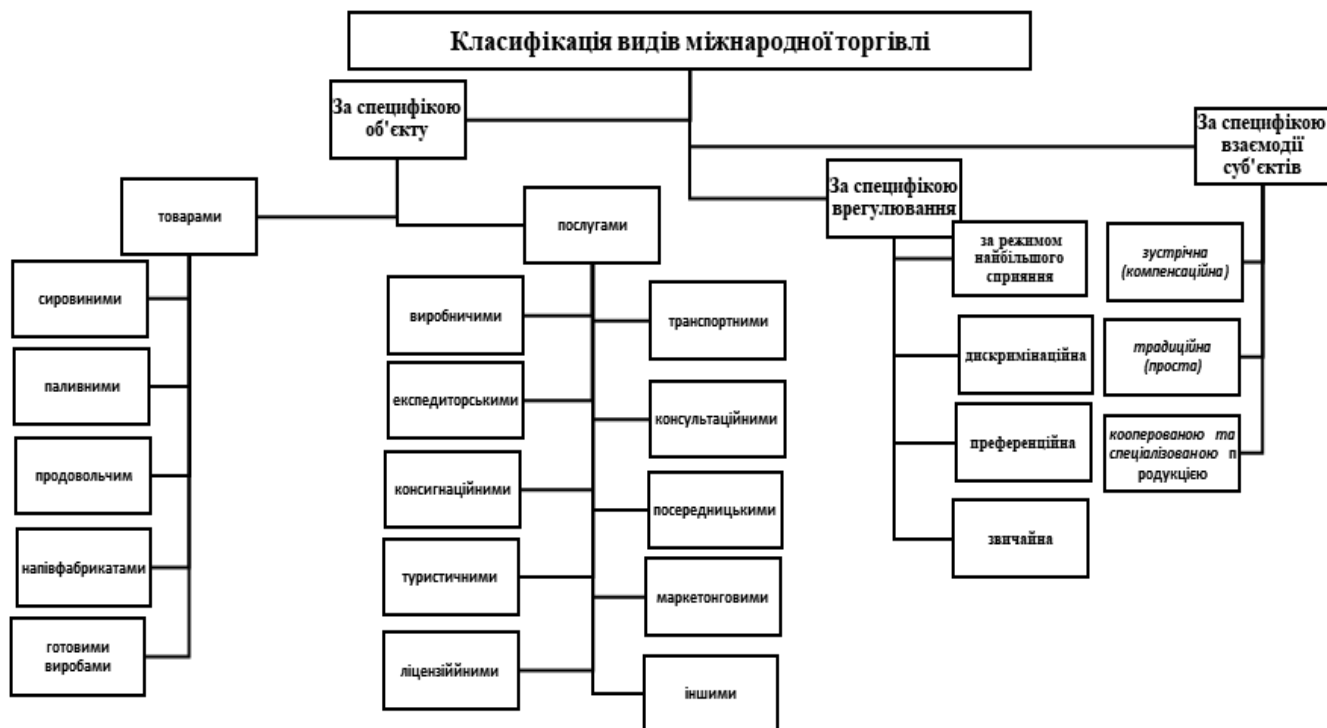 Класифікація видів міжнародної торгівлі
За специфікою
об'єкту
товарами
сировиними
паливними
продовольчим
напівфабрикатами
готовими
виробами
послугами
виробничими
експедиторськими
консигнаційними
туристичними
ліцензіййними
транспортними
консультаційними
посередницькими
маркетонговими
іншими
За специфікою
врегулювання
за режимом
найбільшого
сприяння
дискримінаційна
преференційна
звичайна
За специфікою
взаємодії
суб'єктів
зустрічна
(компенсаційна)
традиційна
(проста)
кооперованою та
спеціалізованою п
родукцією